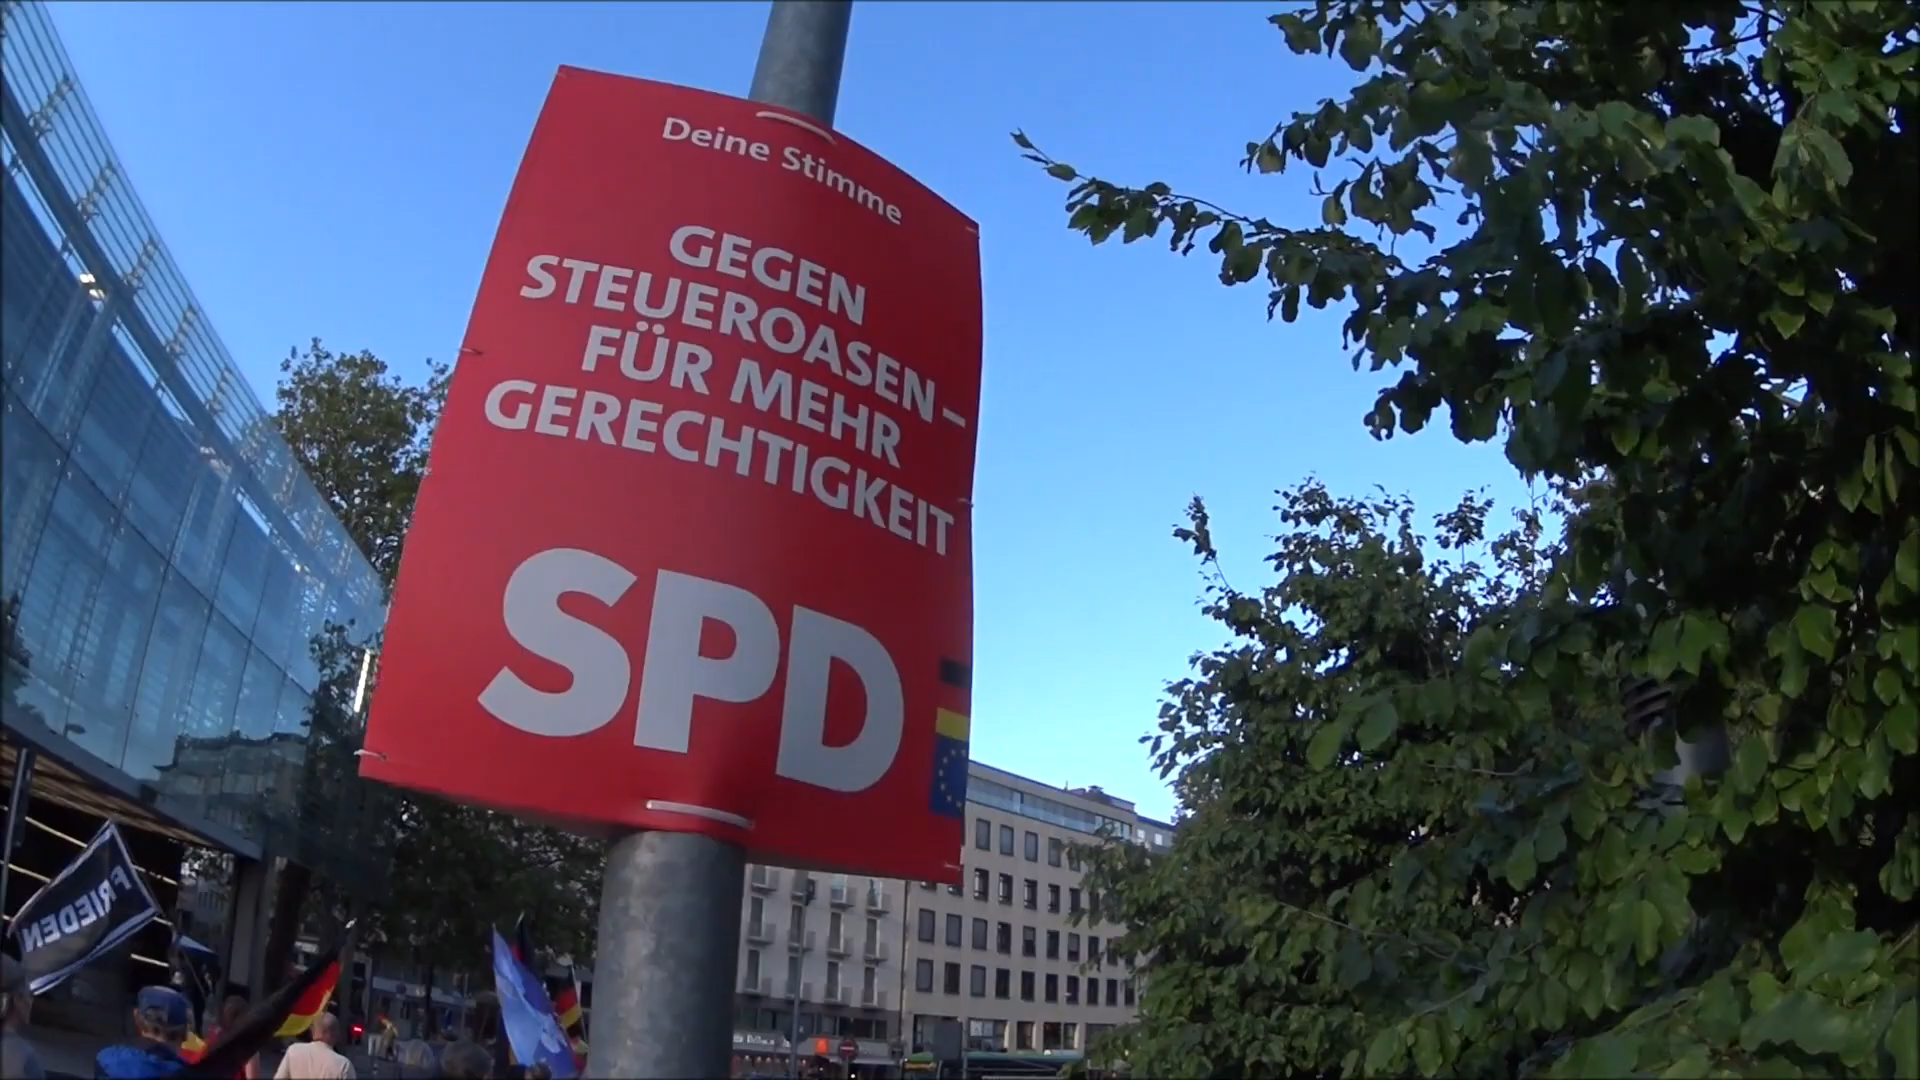 Deine Stimme
GEGEN
STEUEROASEN –
FÜR MEHR
GERECHTIGKEIT
SPD
FRIEDEN